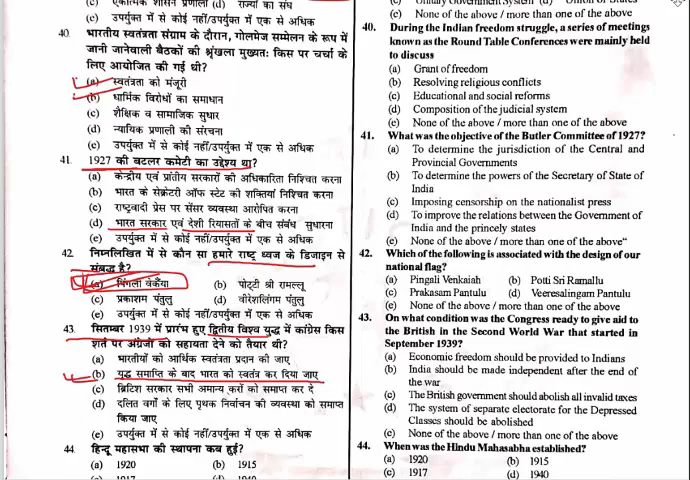 (c) एकात्मक शासन प्रणाली (d) राज्यों का संघ
(e) उपर्युक्त में से कोई नहीं/उपर्युक्त में एक से अधिक
40. भारतीय स्वतंत्रता संग्राम के दौरान, गोलमेज सम्मेलन के रूप में
जानी जानेवाली बैठकों की श्रृंखला मुख्यतः किस पर चर्चा के
लिए आयोजित की गई थी?
(a) स्वतंत्रता को मंजूरी
(b) धार्मिक विरोधों का समाधान
(c) शैक्षिक व सामाजिक सुधार
(d) न्यायिक प्रणाली की संरचना
(e) उपर्युक्त में से कोई नहीं/उपर्युक्त में एक से अधिक
41. 1927 की बटलर कमेटी का उद्देश्य था?
(a) केन्द्रीय एवं प्रांतीय सरकारों की अधिकारिता निश्चित करना
(b) भारत के सेक्रेटरी ऑफ स्टेट की शक्तियां निश्चित करना
(c) राष्ट्रवादी प्रेस पर सेंसर व्यवस्था आरोपित करना
(d) भारत सरकार एवं देशी रियासतों के बीच संबंध सुधारना
(e) उपर्युक्त में से कोई नहीं/उपर्युक्त में एक से अधिक
42. निम्नलिखित में से कौन सा हमारे राष्ट्र ध्वज के डिजाइन से
संबद्ध है?
(a) पिंगली वेंकैया (b) पोट्टी श्री रामल्लू
(c) प्रकाशम पंतुलु (d) वीरेशलिंगम पंतुलु
(e) उपर्युक्त में से कोई नहीं/उपर्युक्त में एक से अधिक
43. सितम्बर 1939 में प्रारंभ हुए द्वितीय विश्व युद्ध में कांग्रेस किस
शर्त पर अंग्रेजों को सहायता देने को तैयार थी?
(a) भारतीयों को आर्थिक स्वतंत्रता प्रदान की जाए
(b) युद्ध समाप्ति के बाद भारत को स्वतंत्र कर दिया जाए
(c) ब्रिटिश सरकार सभी अमान्य करों को समाप्त कर दे
(d) दलित वर्गो के लिए पृथक निर्वाचन की व्यवस्था को समाप्त
किया जाए
(e) उपर्युक्त में से कोई नहीं/उपर्युक्त में एक से अधिक
44. हिन्दू महासभा की स्थापना कब हुई?
(a) 1920 (b) 1915
(c) 1917 (d) 1940
(c) Unitary Government System (d) Union of States
(e) None of the above / more than one of the above
40. During the Indian freedom struggle, a series of meetings
known as the Round Table Conferences were mainly held
to discuss
(a) Grant of freedom
(b) Resolving religious conflicts
(c) Educational and social reforms
(d) Composition of the judicial system
(e) None of the above / more than one of the above
41. What was the objective of the Butler Committee of 1927?
(a) To determine the jurisdiction of the Central and
Provincial Governments
(b) To determine the powers of the Secretary of State of
India
(c) Imposing censorship on the nationalist press
(d) To improve the relations between the Government of
India and the princely states
(e) None of the above / more than one of the above"
42. Which of the following is associated with the design of our
national flag?
(a) Pingali Venkaiah (b) Potti Sri Ramallu
(c) Prakasam Pantulu (d) Veeresalingam Pantulu
(e) None of the above / more than one of the above
43. On what condition was the Congress ready to give aid to
the British in the Second World War that started in
September 1939?
(a) Economic freedom should be provided to Indians
(b) India should be made independent after the end of
the war
(c) The British government should abolish all invalid taxes
(d) The system of separate electorate for the Depressed
Classes should be abolished
(e) None of the above / more than one of the above
44. When was the Hindu Mahasabha established?
(a) 1920 (b) 1915
(c) 1917 (d) 1940